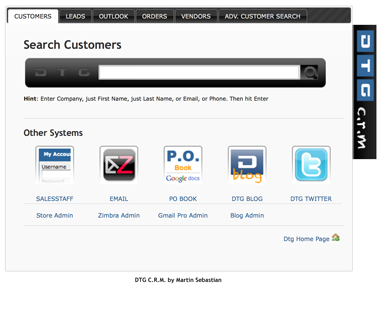 CUSTOMERS LEADS OUTLOOK ORDERS VENDORS ADV. CUSTOMER SEARCH
Search Customers
DTG
Hint: Enter Company, just First Name, just Last Name, or Email, or Phone. Then hit Enter
DTG c.r.m
Other Systems
My Accou
Username
Z
P.O.
Book
Google docs
D
blog
t
SALESSTAFF EMAIL PO BOOK DTG BLOG DTG TWITTER
Store Admin Zimbra Admin Gmail Pro Admin Blog Admin
Dtg Home Page
DTG C.R.M. by Martin Sebastian